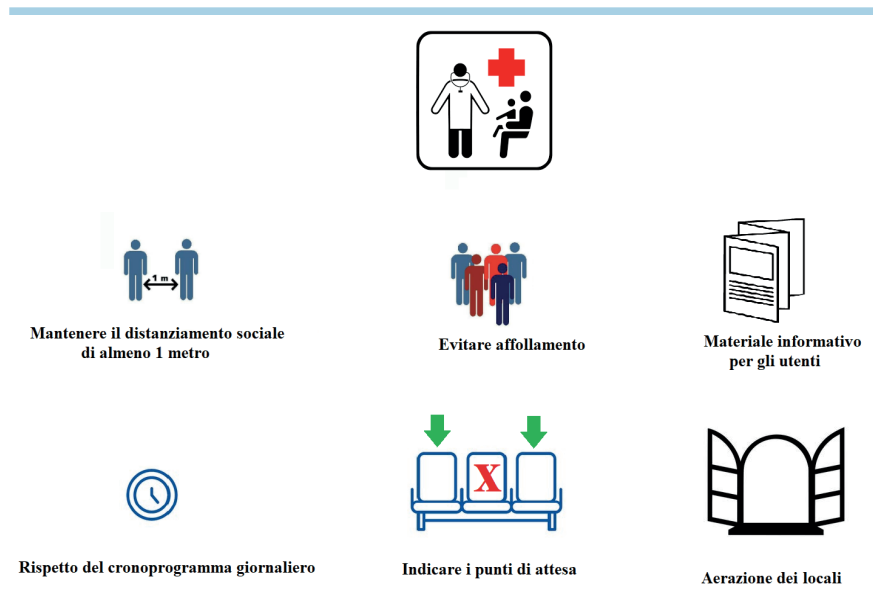 1 m
Mantenere il distanziamento sociale
di almeno 1 metro
Evitare affollamento
Materiale informativo
per gli utenti
X
Rispetto del cronoprogramma giornaliero
Indicare i punti di attesa
Aerazione dei locali